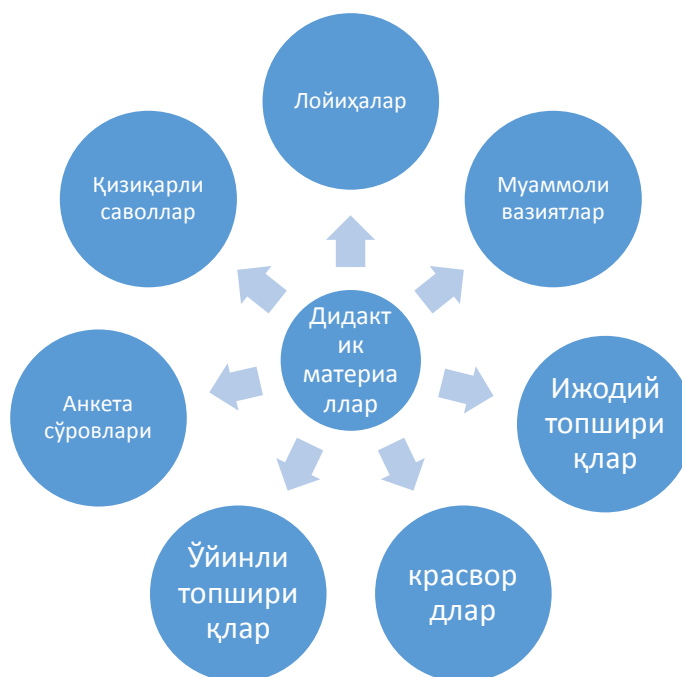 Лойиҳалар
Қизиқарли
саволлар
Муаммоли
вазиятлар
Дидакт
ик
материа
ллар
Анкета
сўровлари
Ижодий
топшири
қлар
Ўйинли
топшири
қлар
красвор
длар